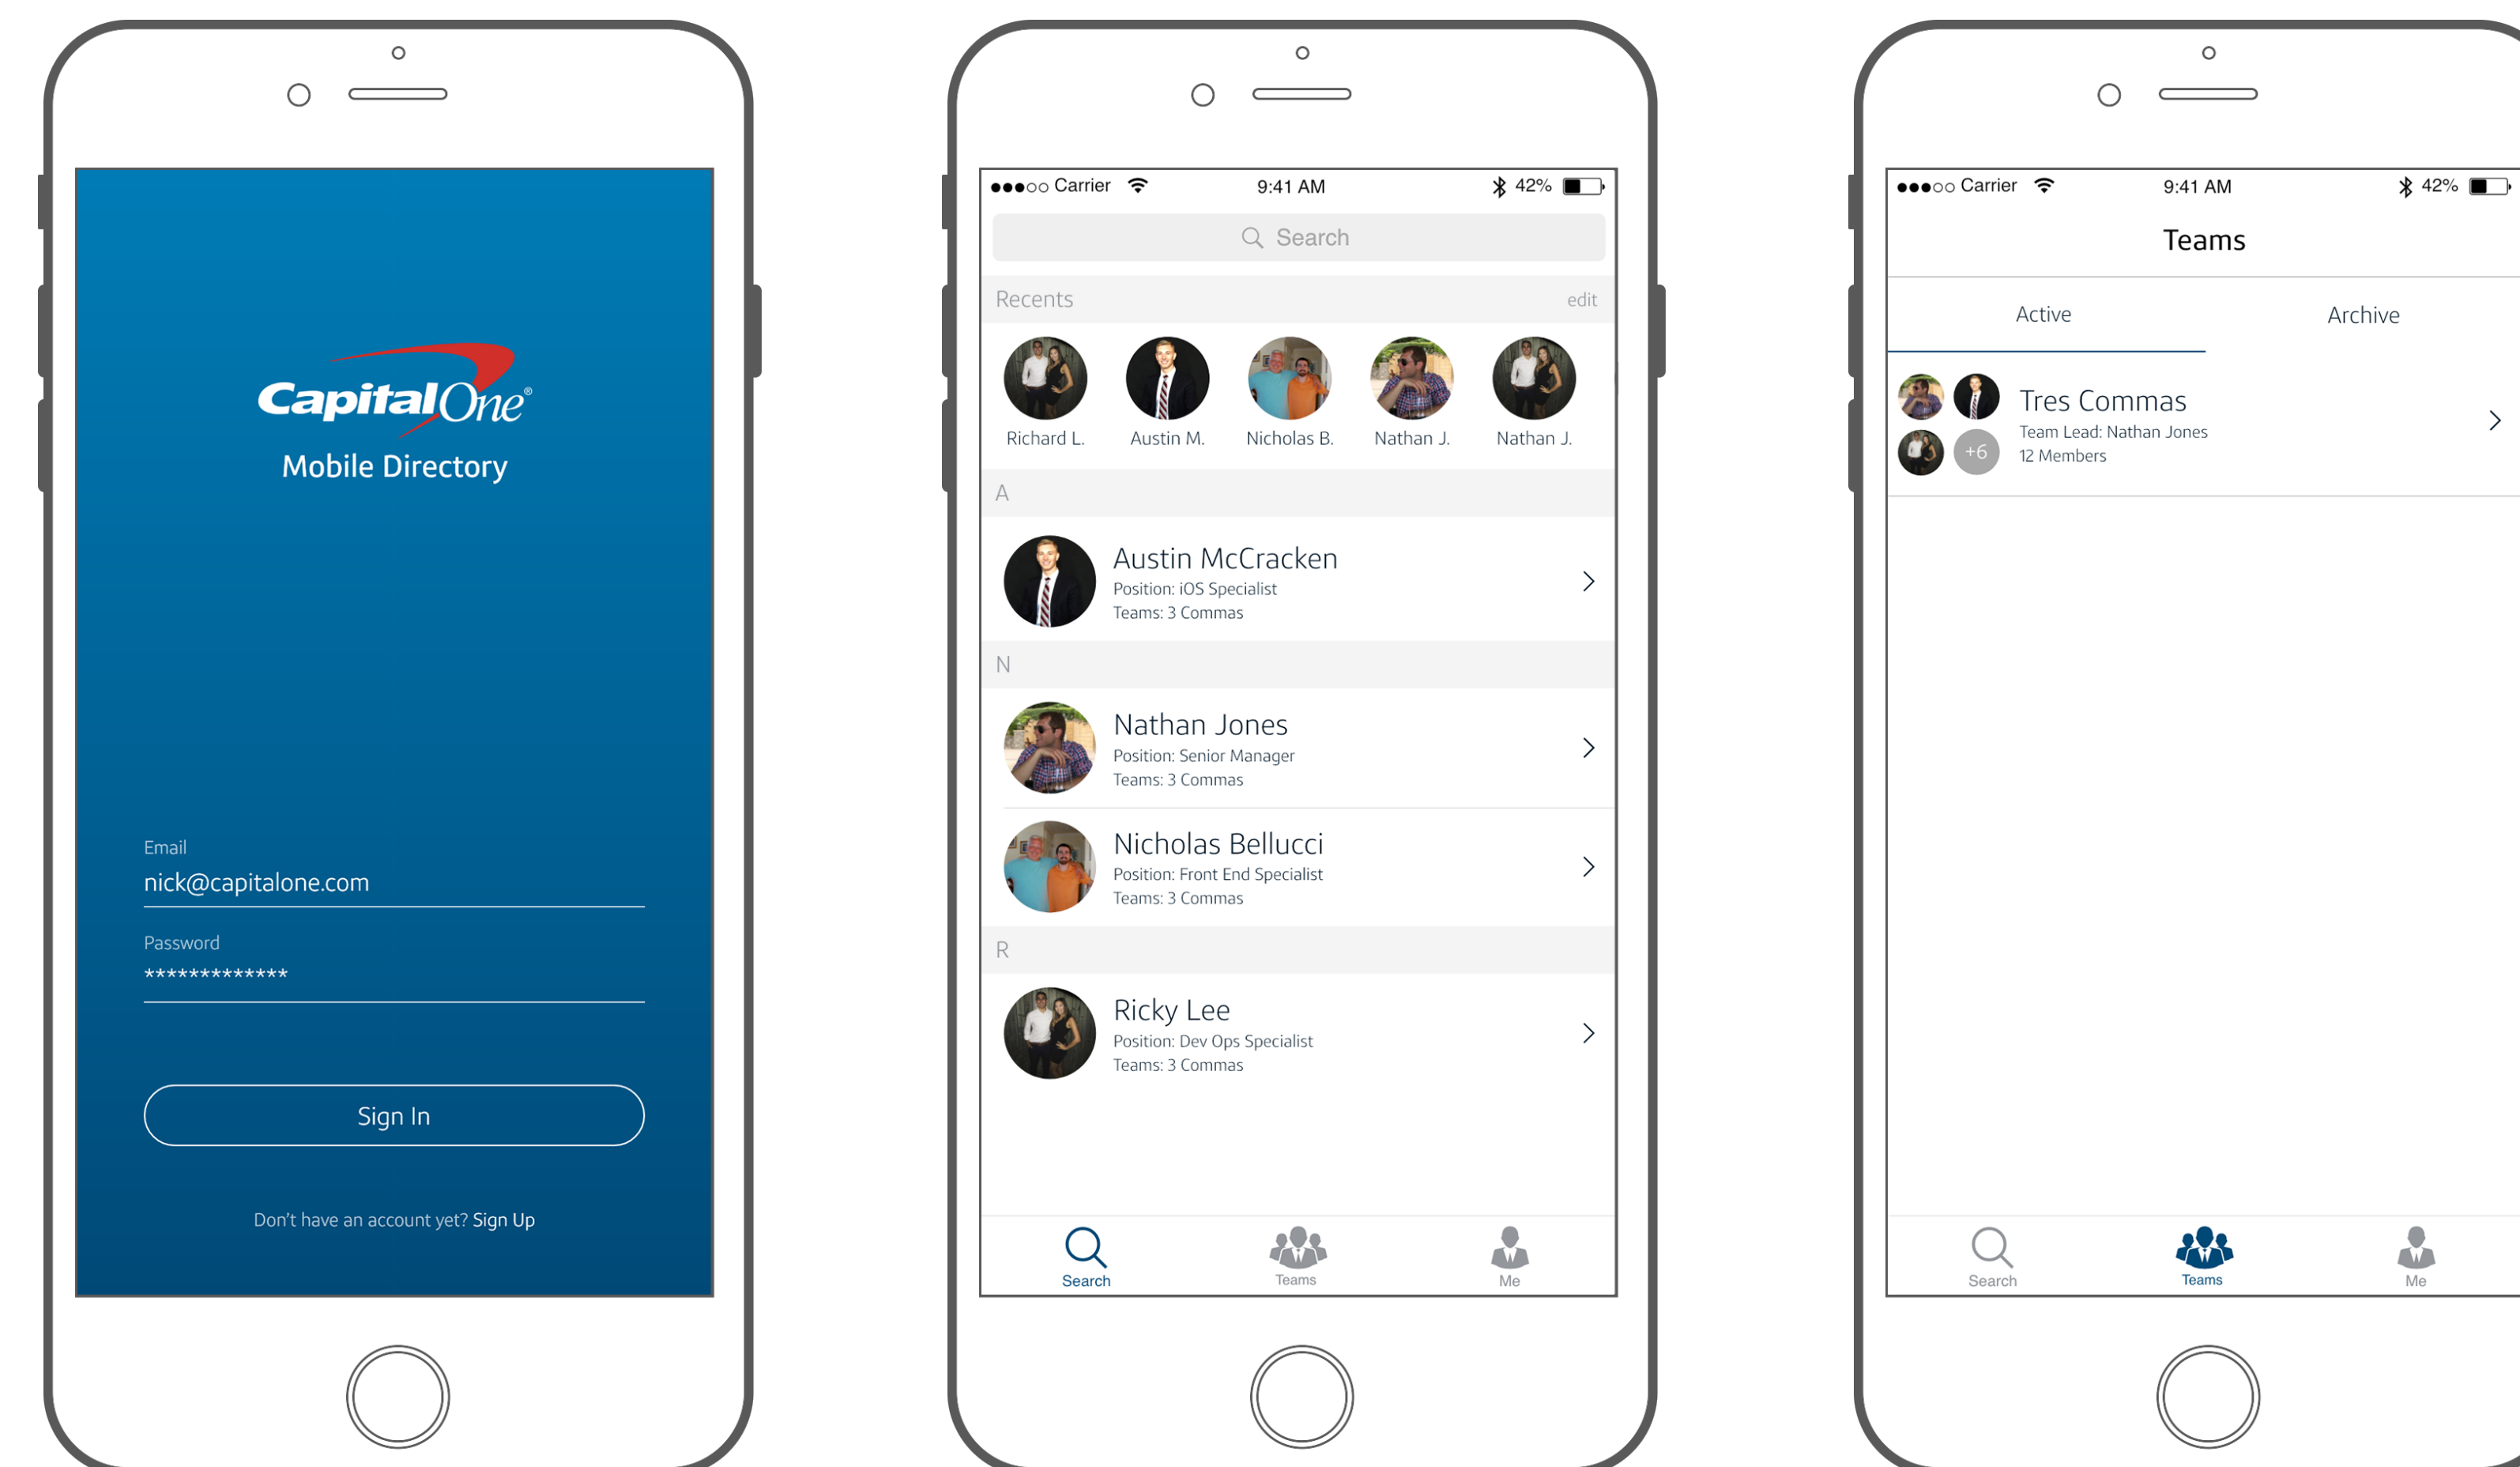 CapitalOne®
Mobile Directory
Email
nick@capitalone.com
Password
*************
Sign In
Don't have an account yet? Sign Up
Carrier 9:41 AM 42%
Search
Recents edit
Richard L. Austin M. Nicholas B. Nathan J. Nathan J.
A
Austin McCracken
Position: iOS Specialist
Teams: 3 Commas
N
Nathan Jones
Position: Senior Manager
Teams: 3 Commas
Nicholas Bellucci
Position: Front End Specialist
Teams: 3 Commas
R
Ricky Lee
Position: Dev Ops Specialist
Teams: 3 Commas
Search Teams Me
Carrier 9:41 AM 42%
Teams
Active Archive
Tres Commas
Team Lead: Nathan Jones
+6 12 Members
Search Teams Me